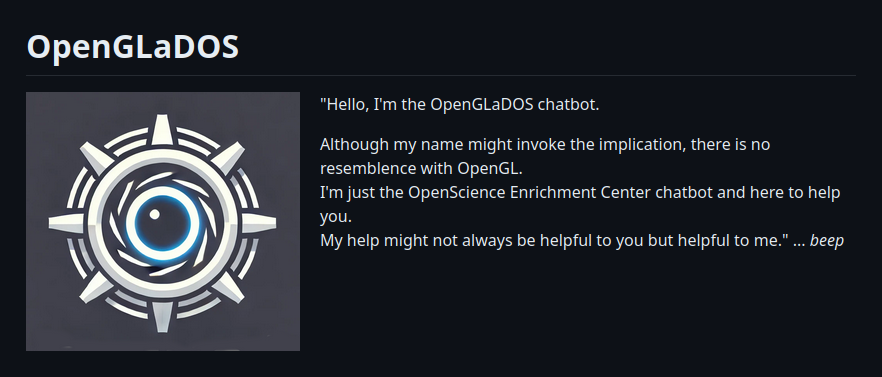 OpenGLaDOS
"Hello, I'm the OpenGLaDOS chatbot.
Although my name might invoke the implication, there is no
resemblence with OpenGL.
I'm just the OpenScience Enrichment Center chatbot and here to help
you.
My help might not always be helpful to you but helpful to me." ... beep